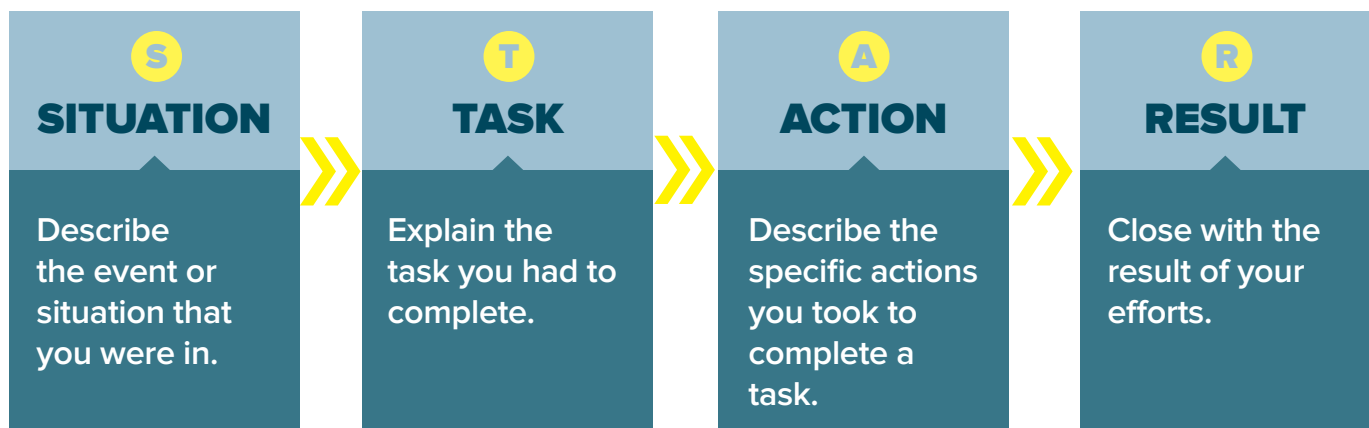 S
SITUATION
Describe
the event or
situation that
you were in.
T
TASK
Explain the
task you had to
complete.
A
ACTION
Describe the
specific actions
you took to
complete a
task.
R
RESULT
Close with the
result of your
efforts.